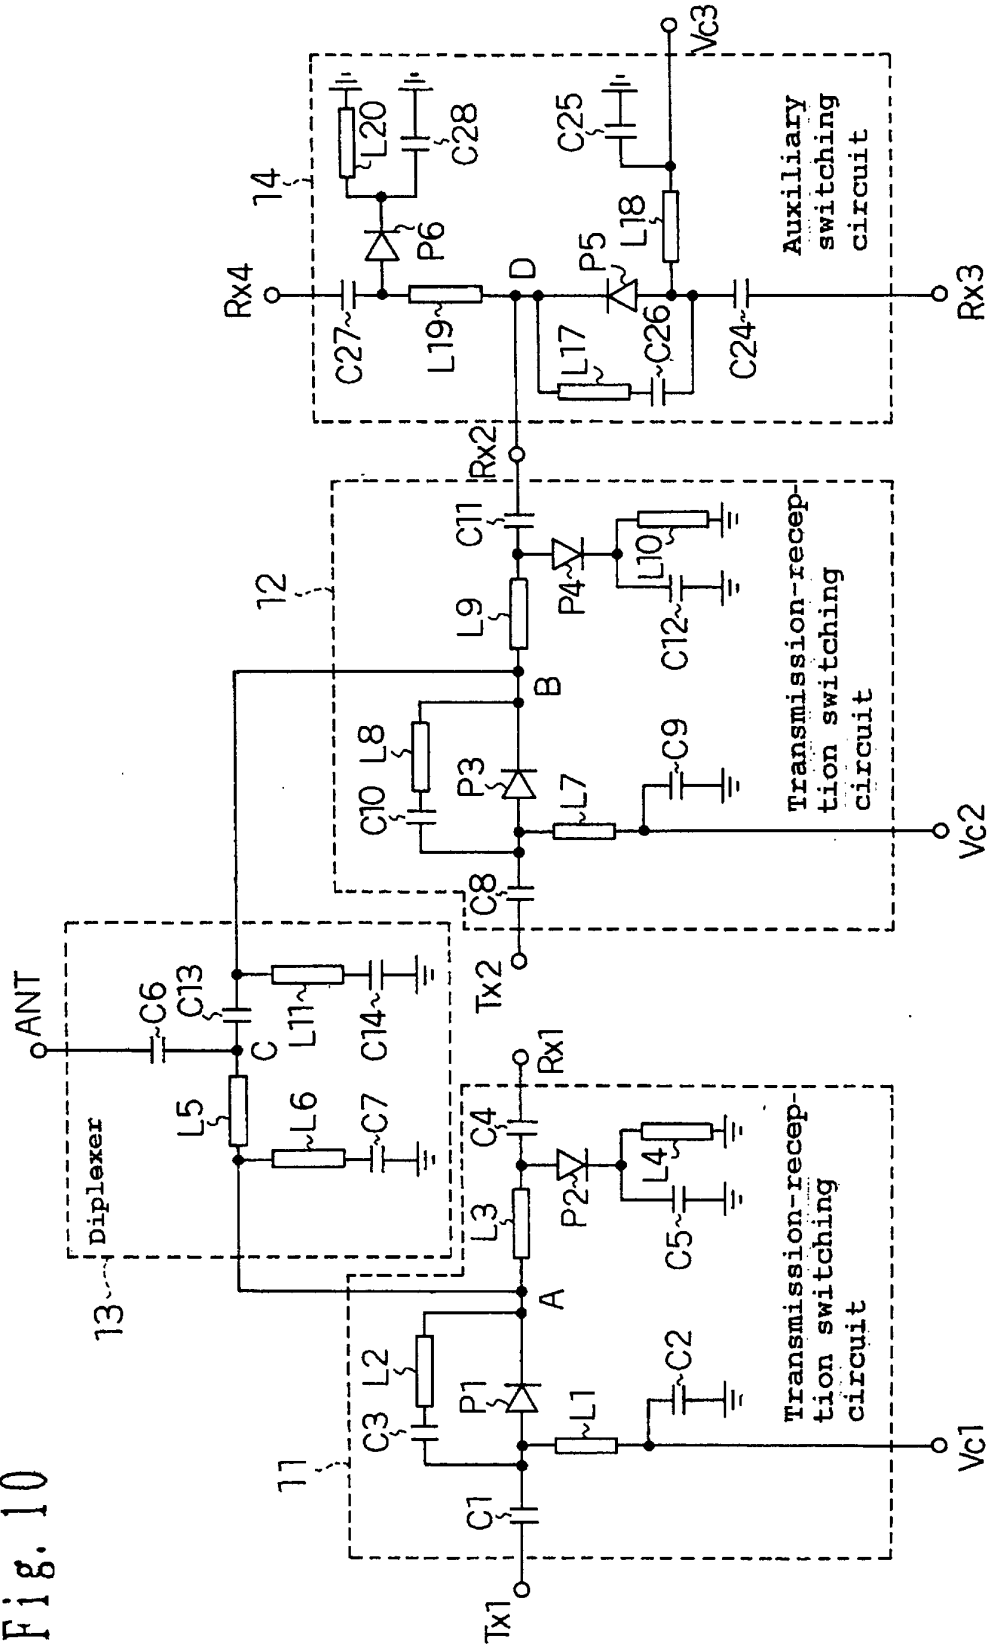 Fig. 10
ANT
C6
C13
C
L5
L6
C7
L11
C14
Diplexer
13
11
Tx1
C1
C3
L2
P1
A
L3
C4
Rx1
L1
C2
Vc1
P2
C5
L4
Transmission-recep-
tion switching
circuit
12
Tx2
C8
C10
L8
P3
B
L9
C11
Rx2
L7
C9
Vc2
P4
C12
L10
Transmission-recep-
tion switching
circuit
14
Rx4
C27
L19
P6
L20
C28
D
L17
C26
P5
L18
C25
Vc3
C24
Rx3
Auxiliary
switching
circuit